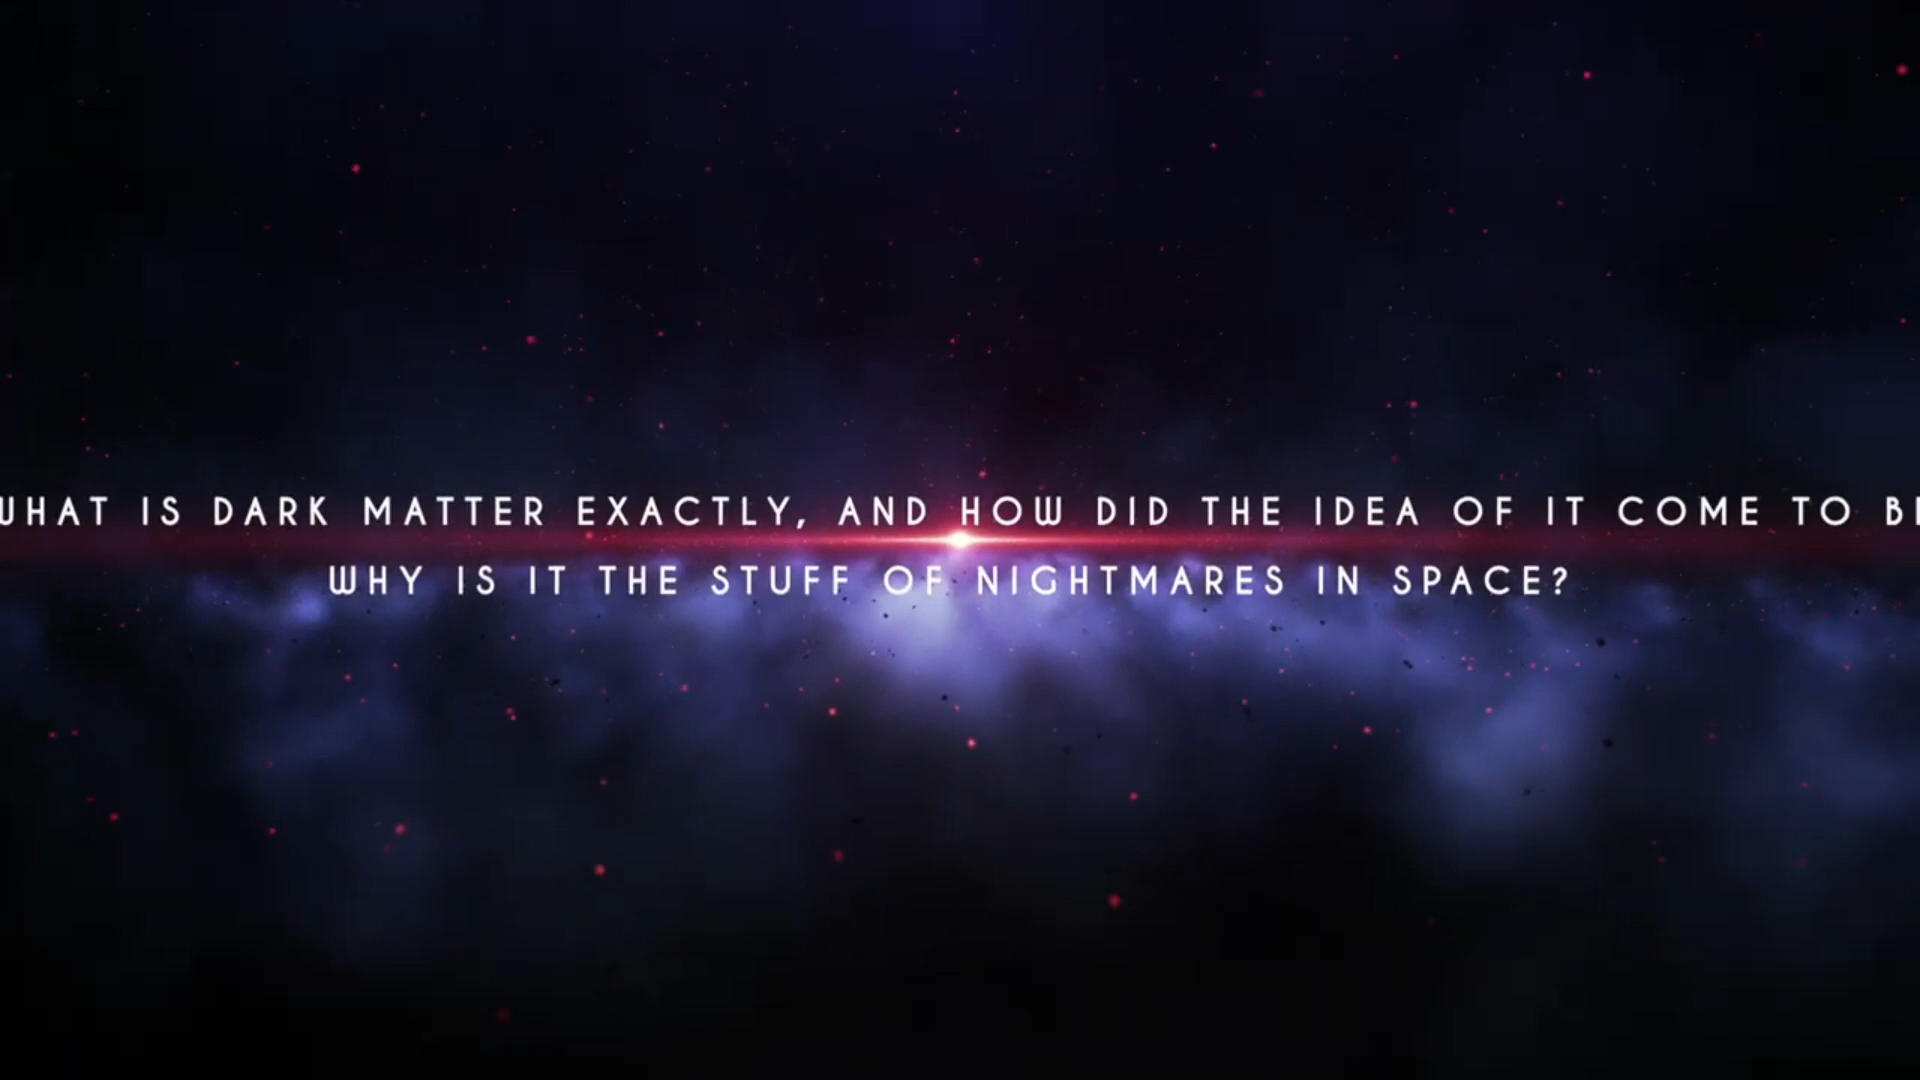 WHAT IS DARK MATTER EXACTLY, AND HOW DID THE IDEA OF IT COME TO
WHY IS IT THE STUFF OF NIGHTMARES IN SPACE?